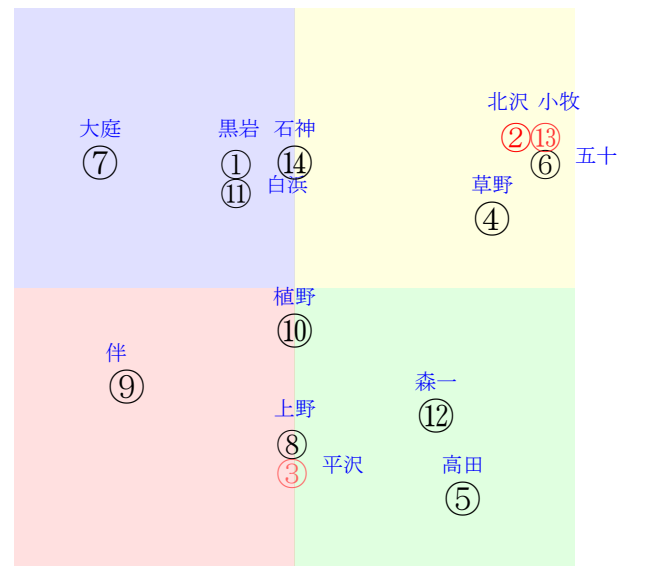 北沢 小牧
大庭 黒岩 石神
②⑬
五十
⑦ ① ⑭ ⑥
⑪ 白浜 草野
④
植野
⑩
伴
⑨
森一
上野
⑫
⑧
平沢 高田
③
⑤